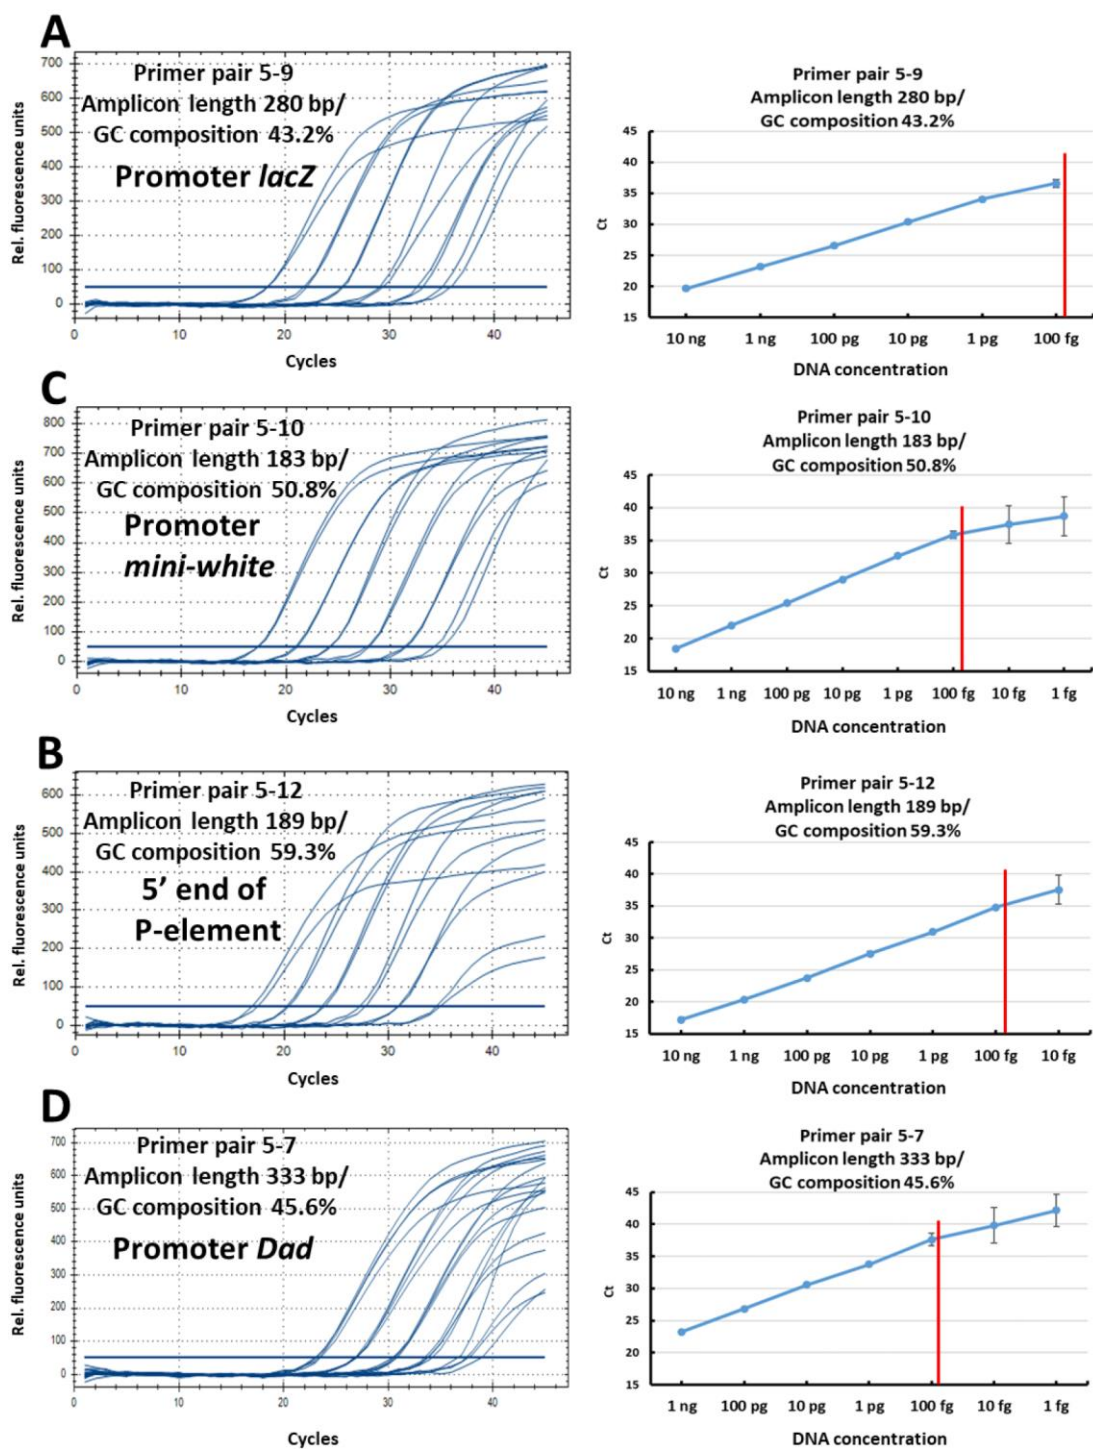 A
Primer pair 5-9
Amplicon length 280 bp/
GC composition 43.2%
Promoter lacZ
Rel. fluorescence units
700
600
500
400
300
200
100
0
0 10 20 30 40
Cycles
Primer pair 5-9
Amplicon length 280 bp/
GC composition 43.2%
Ct
45
40
35
30
25
20
15
10 ng 1 ng 100 pg 10 pg 1 pg 100 fg
DNA concentration
C
Primer pair 5-10
Amplicon length 183 bp/
GC composition 50.8%
Promoter
mini-white
Rel. fluorescence units
800
700
600
500
400
300
200
100
0
0 10 20 30 40
Cycles
Primer pair 5-10
Amplicon length 183 bp/
GC composition 50.8%
Ct
45
40
35
30
25
20
15
10 ng 1 ng 100 pg 10 pg 1 pg 100 fg 10 fg 1 fg
DNA concentration
B
Primer pair 5-12
Amplicon length 189 bp/
GC composition 59.3%
5’ end of
P-element
Rel. fluorescence units
600
500
400
300
200
100
0
0 10 20 30 40
Cycles
Primer pair 5-12
Amplicon length 189 bp/
GC composition 59.3%
Ct
45
40
35
30
25
20
15
10 ng 1 ng 100 pg 10 pg 1 pg 100 fg 10 fg
DNA concentration
D
Primer pair 5-7
Amplicon length 333 bp/
GC composition 45.6%
Promoter Dad
Rel. fluorescence units
700
600
500
400
300
200
100
0
0 10 20 30 40
Cycles
Primer pair 5-7
Amplicon length 333 bp/
GC composition 45.6%
Ct
45
40
35
30
25
20
15
1 ng 100 pg 10 pg 1 pg 100 fg 10 fg 1 fg
DNA concentration